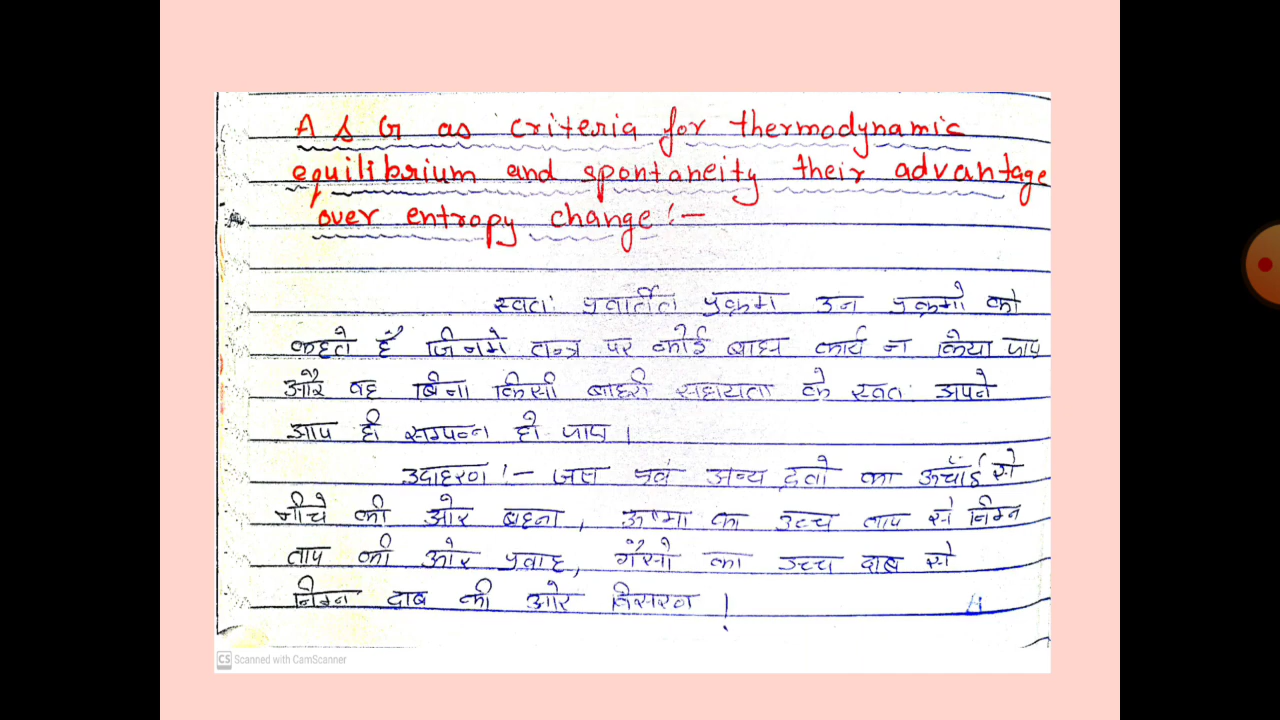 A & G as criteria for thermodynamic
equilibrium and spontaneity their advantage
over entropy change :-
स्वतः प्रवर्तित प्रक्रम उन प्रक्रमो को
कहते हैं जिनमे तन्त्र पर कोई बाह्य कार्य न किया जाए
और वह बिना किसी बाहरी सहायता के स्वतः अपने
आप ही सम्पन्न हो जाए।
उदाहरण :- जल एवं अन्य द्रवो का ऊँचाई से
नीचे की ओर बहना, ऊष्मा का उच्च ताप से निम्न
ताप की ओर प्रवाह, गैसो का उच्च दाब से
निम्न दाब की ओर विसरण।
CS Scanned with CamScanner